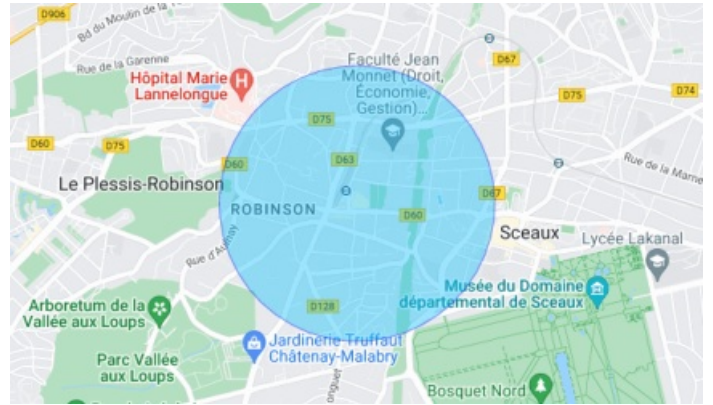 D906
Bd du Moulin de la
Rue de la Garenne
Hôpital Marie
Lannelongue
Faculté Jean
Monnet (Droit,
Économie,
Gestion)...
D67
D75
D74
D75
D60
D75
D60
D63
Rue de la Marne
Le Plessis-Robinson
ROBINSON
D67
D60
Sceaux
Lycée Lakanal
Rue d'Aulnay
Musée du Domaine
départemental de Sceaux
Arboretum de la
Vallée aux Loups
D128
Jardinerie Truffaut
Châtenay-Malabry
Parc Vallée
aux Loups
Bosquet Nord